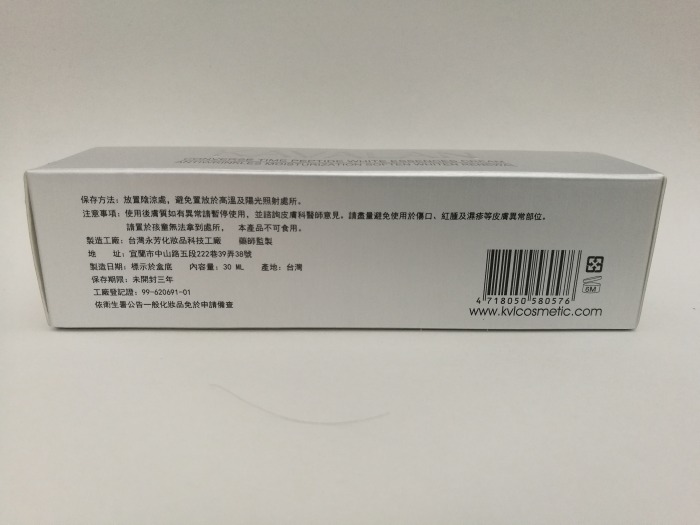 保存方法：放置陰涼處，避免置放於高溫及陽光照射處所。
注意事項：使用後膚質如有異常請暫停使用，並諮詢皮膚科醫師意見。請盡量避免使用於傷口、紅腫及濕疹等皮膚異常部位。
請置於孩童無法拿到處所，　本產品不可食用。
製造工廠：台灣永芳化妝品科技工廠　藥師監製
地　　址：宜蘭市中山路五段222巷39弄38號
製造日期：標示於盒底　內容量：30 ML　產地：台灣
保存期限：未開封三年
工廠登記證：99-620691-01
依衛生署公告一般化妝品免於申請備查
4 718050 580576
6M
www.kvlcosmetic.com